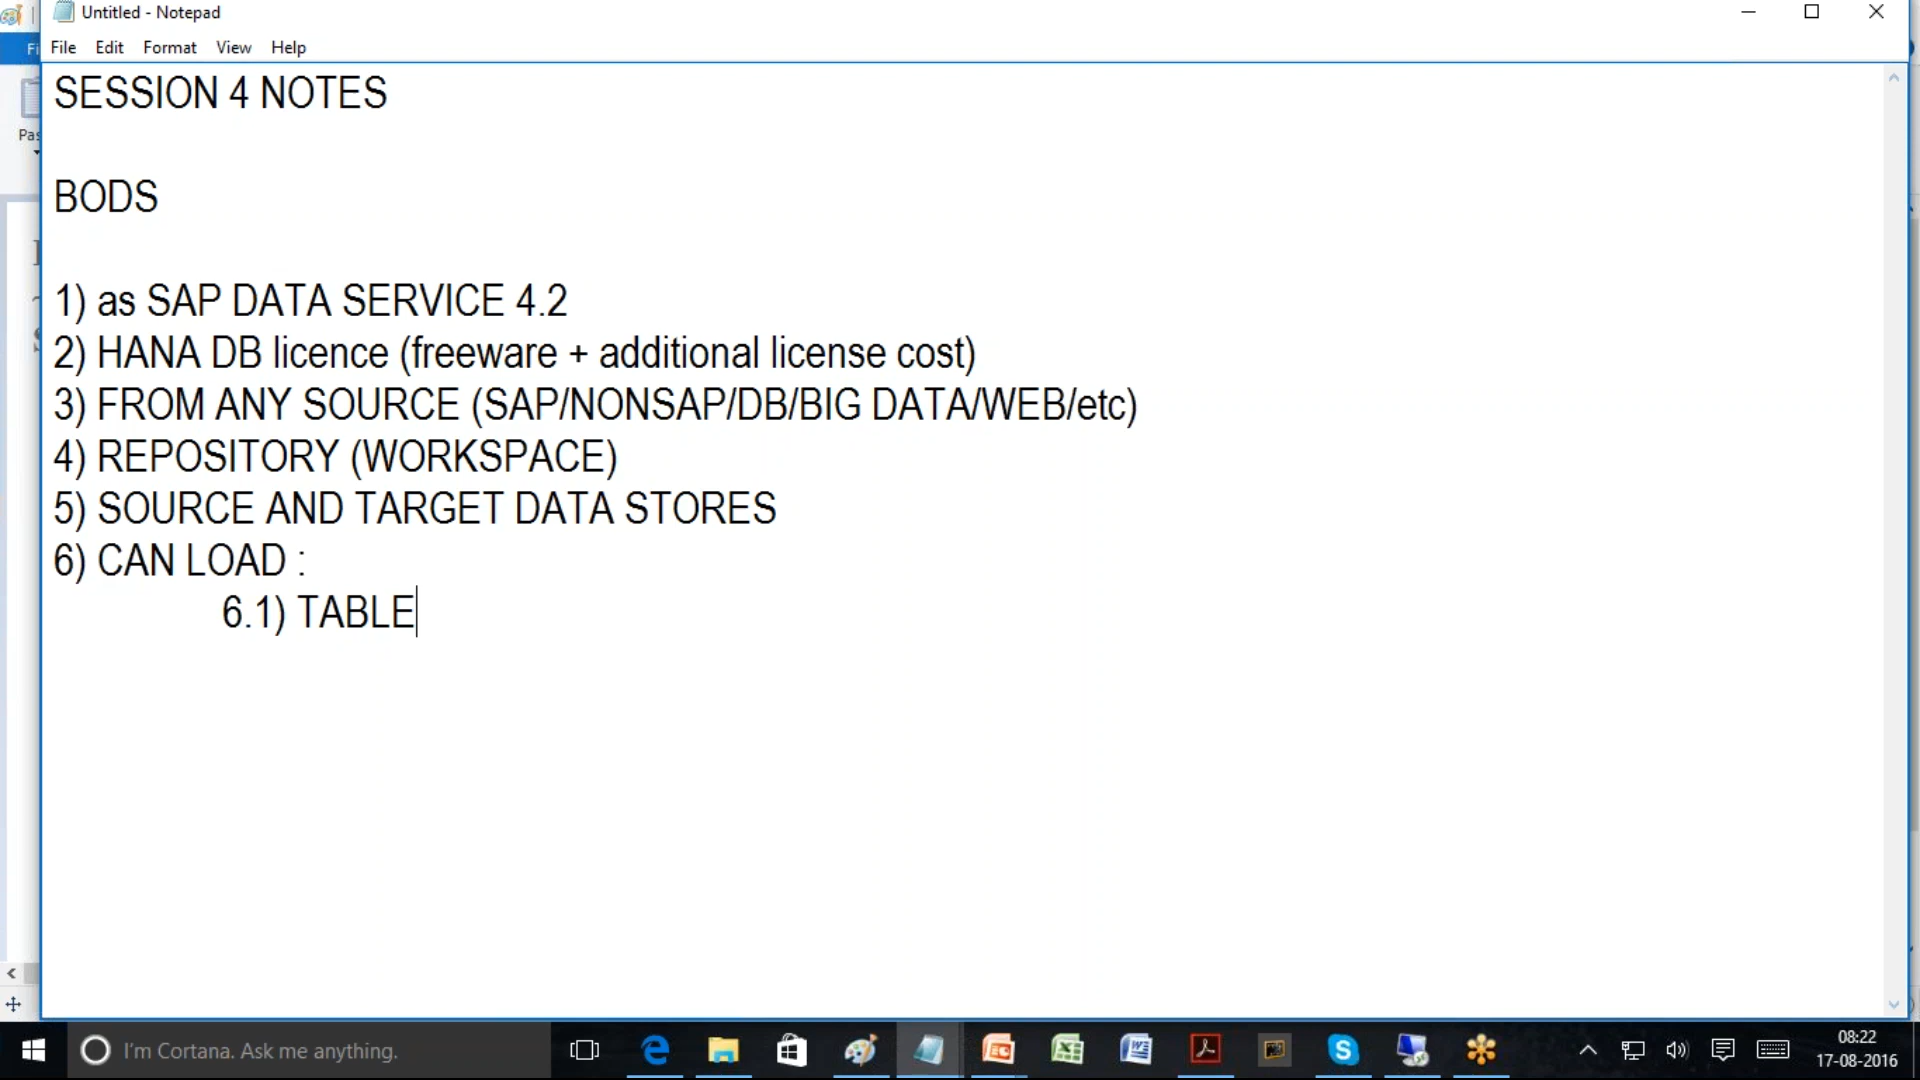 Untitled - Notepad
File Edit Format View Help
SESSION 4 NOTES
BODS
1) as SAP DATA SERVICE 4.2
2) HANA DB licence (freeware + additional license cost)
3) FROM ANY SOURCE (SAP/NONSAP/DB/BIG DATA/WEB/etc)
4) REPOSITORY (WORKSPACE)
5) SOURCE AND TARGET DATA STORES
6) CAN LOAD :
6.1) TABLE
I'm Cortana. Ask me anything.
08:22
17-08-2016